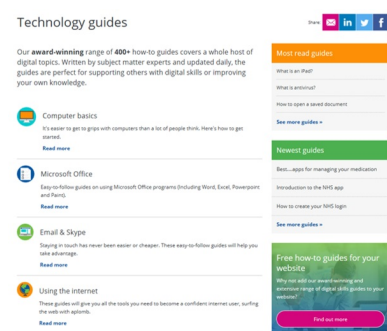 Technology guides
Share:
Our award-winning range of 400+ how-to guides covers a whole host of
digital topics. Written by subject matter experts and updated daily, the
guides are perfect for supporting others with digital skills or improving
your own knowledge.
Computer basics
It's easier to get to grips with computers than a lot of people think. Here's how to get
started.
Read more
Microsoft Office
Easy-to-follow guides on using Microsoft Office programs (including Word, Excel, Powerpoint
and Paint).
Read more
Email & Skype
Staying in touch has never been easier or cheaper. These easy-to-follow guides will help you
take advantage.
Read more
Using the internet
These guides will give you all the tools you need to become a confident internet user, surfing
the web with aplomb.
Read more
Most read guides
What is an iPad?
What is antivirus?
How to open a saved document
See more guides »
Newest guides
Best.....apps for managing your medication
Introduction to the NHS app
How to create your NHS login
See more guides »
Free how-to guides for your
website
Why not add our award-winning and
extensive range of digital skills guides to your
website?
Find out more